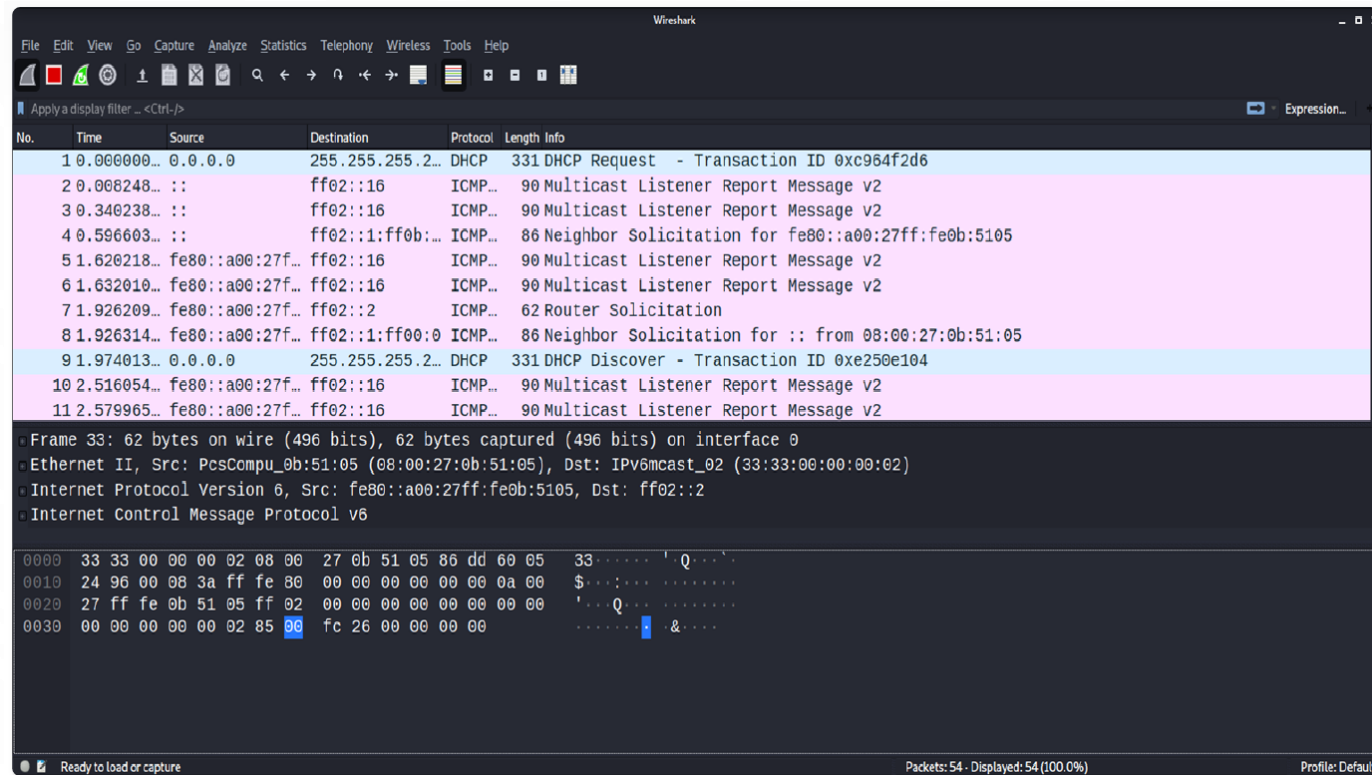 Wireshark
File Edit View Go Capture Analyze Statistics Telephony Wireless Tools Help
Apply a display filter … <Ctrl-/> Expression…
No. Time Source Destination Protocol Length Info
1 0.000000… 0.0.0.0 255.255.255.2… DHCP 331 DHCP Request - Transaction ID 0xc964f2d6
2 0.008248… :: ff02::16 ICMP… 90 Multicast Listener Report Message v2
3 0.340238… :: ff02::16 ICMP… 90 Multicast Listener Report Message v2
4 0.596603… :: ff02::1:ff0b:… ICMP… 86 Neighbor Solicitation for fe80::a00:27ff:fe0b:5105
5 1.620218… fe80::a00:27f… ff02::16 ICMP… 90 Multicast Listener Report Message v2
6 1.632010… fe80::a00:27f… ff02::16 ICMP… 90 Multicast Listener Report Message v2
7 1.926209… fe80::a00:27f… ff02::2 ICMP… 62 Router Solicitation
8 1.926314… fe80::a00:27f… ff02::1:ff00:0 ICMP… 86 Neighbor Solicitation for :: from 08:00:27:0b:51:05
9 1.974013… 0.0.0.0 255.255.255.2… DHCP 331 DHCP Discover - Transaction ID 0xe250e104
10 2.516054… fe80::a00:27f… ff02::16 ICMP… 90 Multicast Listener Report Message v2
11 2.579965… fe80::a00:27f… ff02::16 ICMP… 90 Multicast Listener Report Message v2
Frame 33: 62 bytes on wire (496 bits), 62 bytes captured (496 bits) on interface 0
Ethernet II, Src: PcsCompu_0b:51:05 (08:00:27:0b:51:05), Dst: IPv6mcast_02 (33:33:00:00:00:02)
Internet Protocol Version 6, Src: fe80::a00:27ff:fe0b:5105, Dst: ff02::2
Internet Control Message Protocol v6
0000 33 33 00 00 00 02 08 00 27 0b 51 05 86 dd 60 05 33······ '·Q···`·
0010 24 96 00 08 3a ff fe 80 00 00 00 00 00 00 0a 00 $···:··· ········
0020 27 ff fe 0b 51 05 ff 02 00 00 00 00 00 00 00 00 '···Q··· ········
0030 00 00 00 00 00 02 85 00 fc 26 00 00 00 00 ········ ·&····
Ready to load or capture Packets: 54 · Displayed: 54 (100.0%) Profile: Defaul